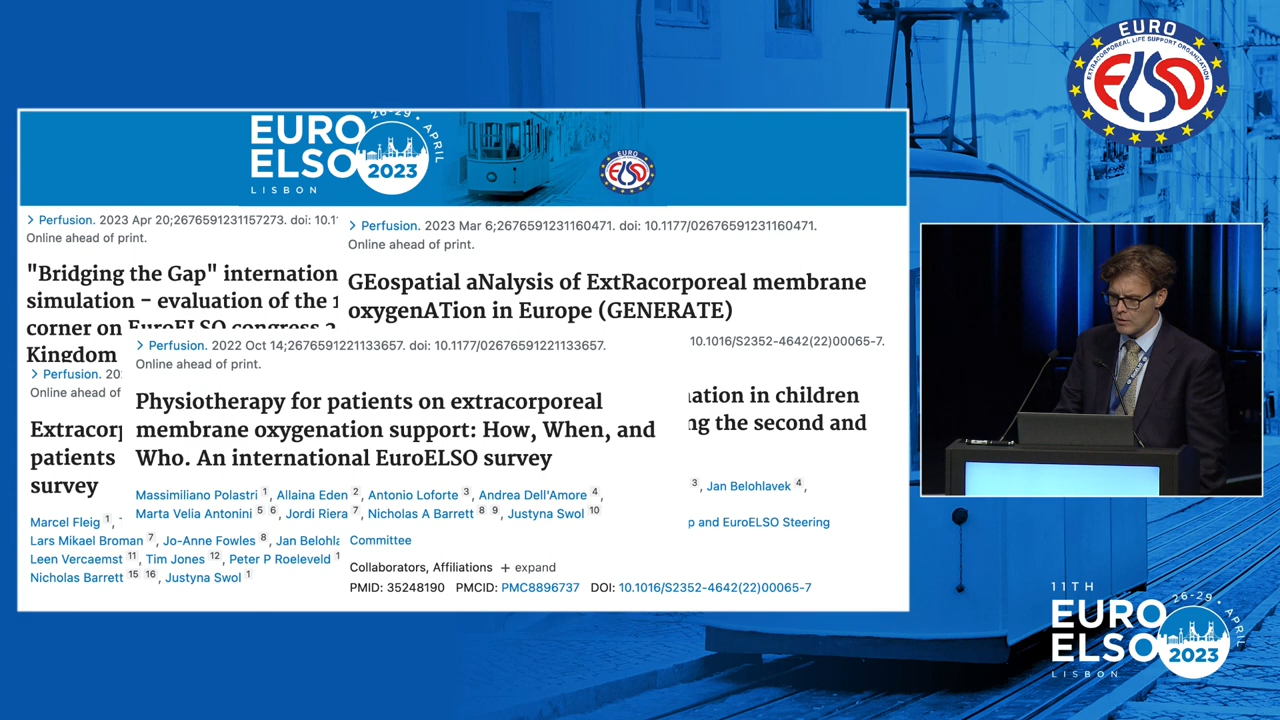 EURO
EXTRACORPOREAL LIFE SUPPORT ORGANIZATION
ELSO
EURO
ELSO
LISBON
26-29 • APRIL
2023
EURO
ELSO
> Perfusion. 2023 Apr 20;2676591231157273. doi: 10.1
Online ahead of print.
"Bridging the Gap" internation
simulation - evaluation of the
corner on EuroELSO congress
Kingdom
> Perfusion. 2023 Mar 6;2676591231160471. doi: 10.1177/02676591231160471.
Online ahead of print.
GEospatial aNalysis of ExtRacorporeal membrane
oxygenATion in Europe (GENERATE)
> Perfusion. 20
Online ahead of
Extracorp
patients
survey
Marcel Fleig 1,
Lars Mikael Broman 7, Jo-Anne Fowles 8, Jan Belohla
Leen Vercaemst 11, Tim Jones 12, Peter P Roeleveld 1
Nicholas Barrett 15 16, Justyna Swol 1
> Perfusion. 2022 Oct 14;2676591221133657. doi: 10.1177/02676591221133657.
Online ahead of print.
Physiotherapy for patients on extracorporeal
membrane oxygenation support: How, When, and
Who. An international EuroELSO survey
Massimiliano Polastri 1, Allaina Eden 2, Antonio Loforte 3, Andrea Dell'Amore 4,
Marta Velia Antonini 5 6, Jordi Riera 7, Nicholas A Barrett 8 9, Justyna Swol 10
10.1016/S2352-4642(22)00065-7.
ation in children
ng the second and
3, Jan Belohlavek 4,
p and EuroELSO Steering
Committee
Collaborators, Affiliations + expand
PMID: 35248190 PMCID: PMC8896737 DOI: 10.1016/S2352-4642(22)00065-7
11TH
EURO
ELSO
LISBON
26-29 • APRIL
2023